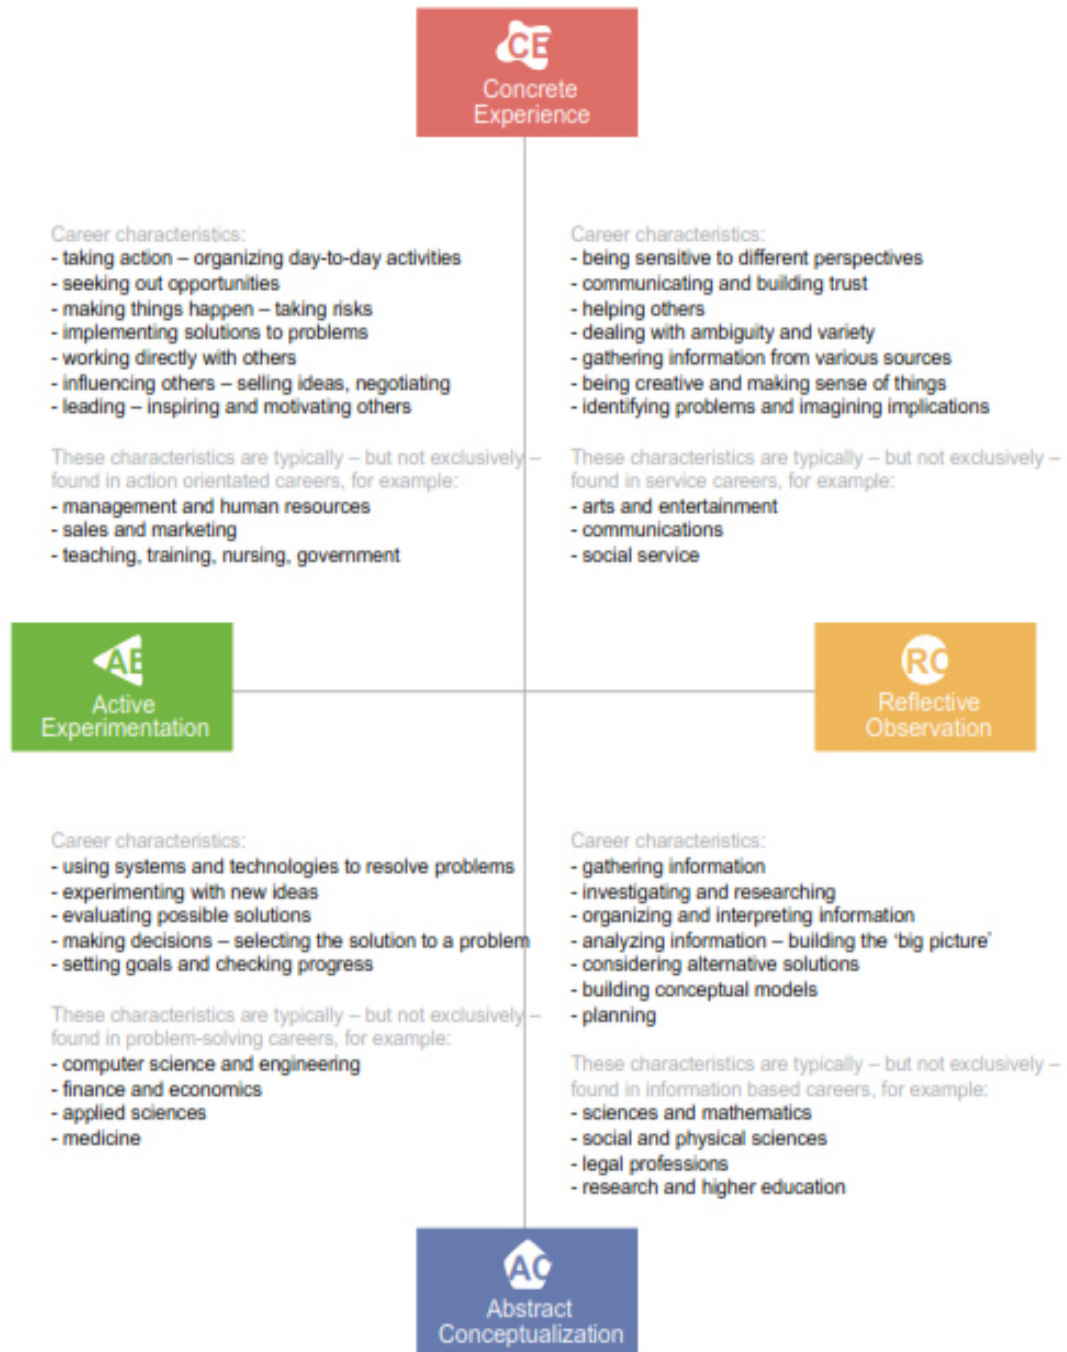 CE
Concrete
Experience
Career characteristics:
- taking action – organizing day-to-day activities
- seeking out opportunities
- making things happen – taking risks
- implementing solutions to problems
- working directly with others
- influencing others – selling ideas, negotiating
- leading – inspiring and motivating others
These characteristics are typically – but not exclusively –
found in action orientated careers, for example:
- management and human resources
- sales and marketing
- teaching, training, nursing, government
Career characteristics:
- being sensitive to different perspectives
- communicating and building trust
- helping others
- dealing with ambiguity and variety
- gathering information from various sources
- being creative and making sense of things
- identifying problems and imagining implications
These characteristics are typically – but not exclusively –
found in service careers, for example:
- arts and entertainment
- communications
- social service
AE
Active
Experimentation
RO
Reflective
Observation
Career characteristics:
- using systems and technologies to resolve problems
- experimenting with new ideas
- evaluating possible solutions
- making decisions – selecting the solution to a problem
- setting goals and checking progress
These characteristics are typically – but not exclusively –
found in problem-solving careers, for example:
- computer science and engineering
- finance and economics
- applied sciences
- medicine
Career characteristics:
- gathering information
- investigating and researching
- organizing and interpreting information
- analyzing information – building the ‘big picture’
- considering alternative solutions
- building conceptual models
- planning
These characteristics are typically – but not exclusively –
found in information based careers, for example:
- sciences and mathematics
- social and physical sciences
- legal professions
- research and higher education
AC
Abstract
Conceptualization